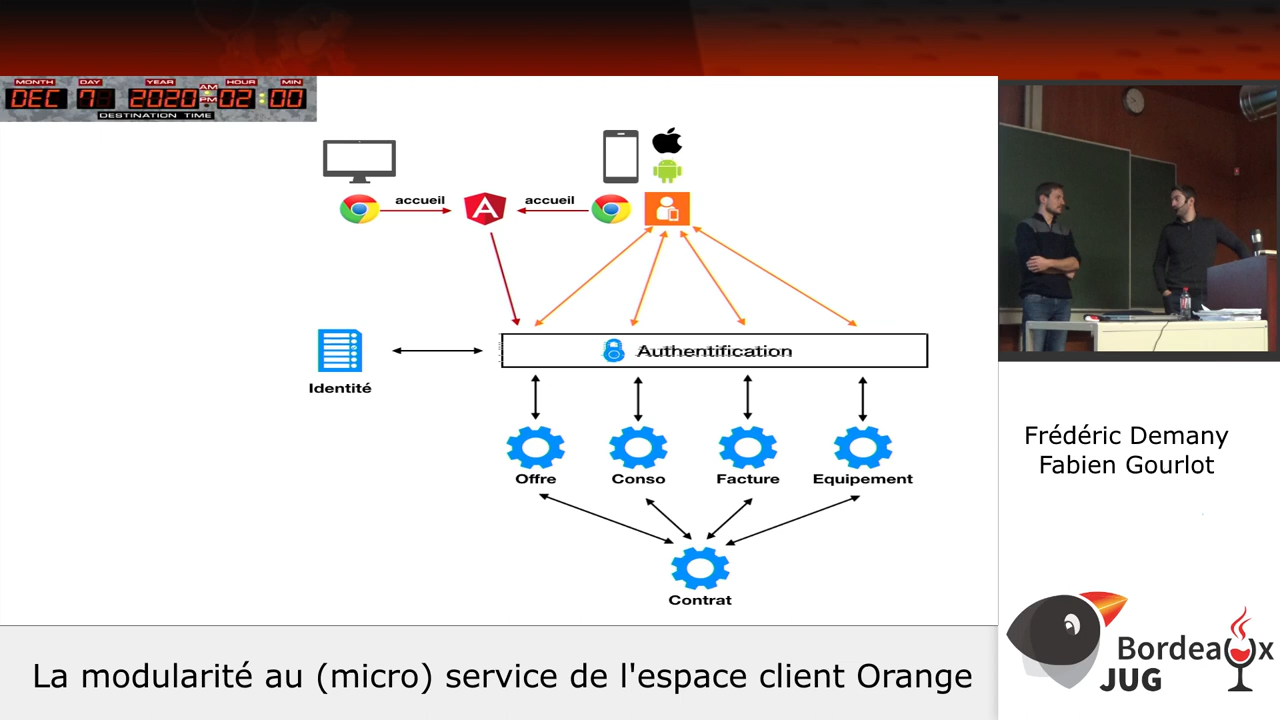 MONTH DAY YEAR AM PM HOUR MIN
DEC 7 2020 02 00
DESTINATION TIME
accueil
accueil
Authentification
Identité
Offre
Conso
Facture
Equipement
Contrat
Frédéric Demany
Fabien Gourlot
Bordeaux
JUG
La modularité au (micro) service de l'espace client Orange